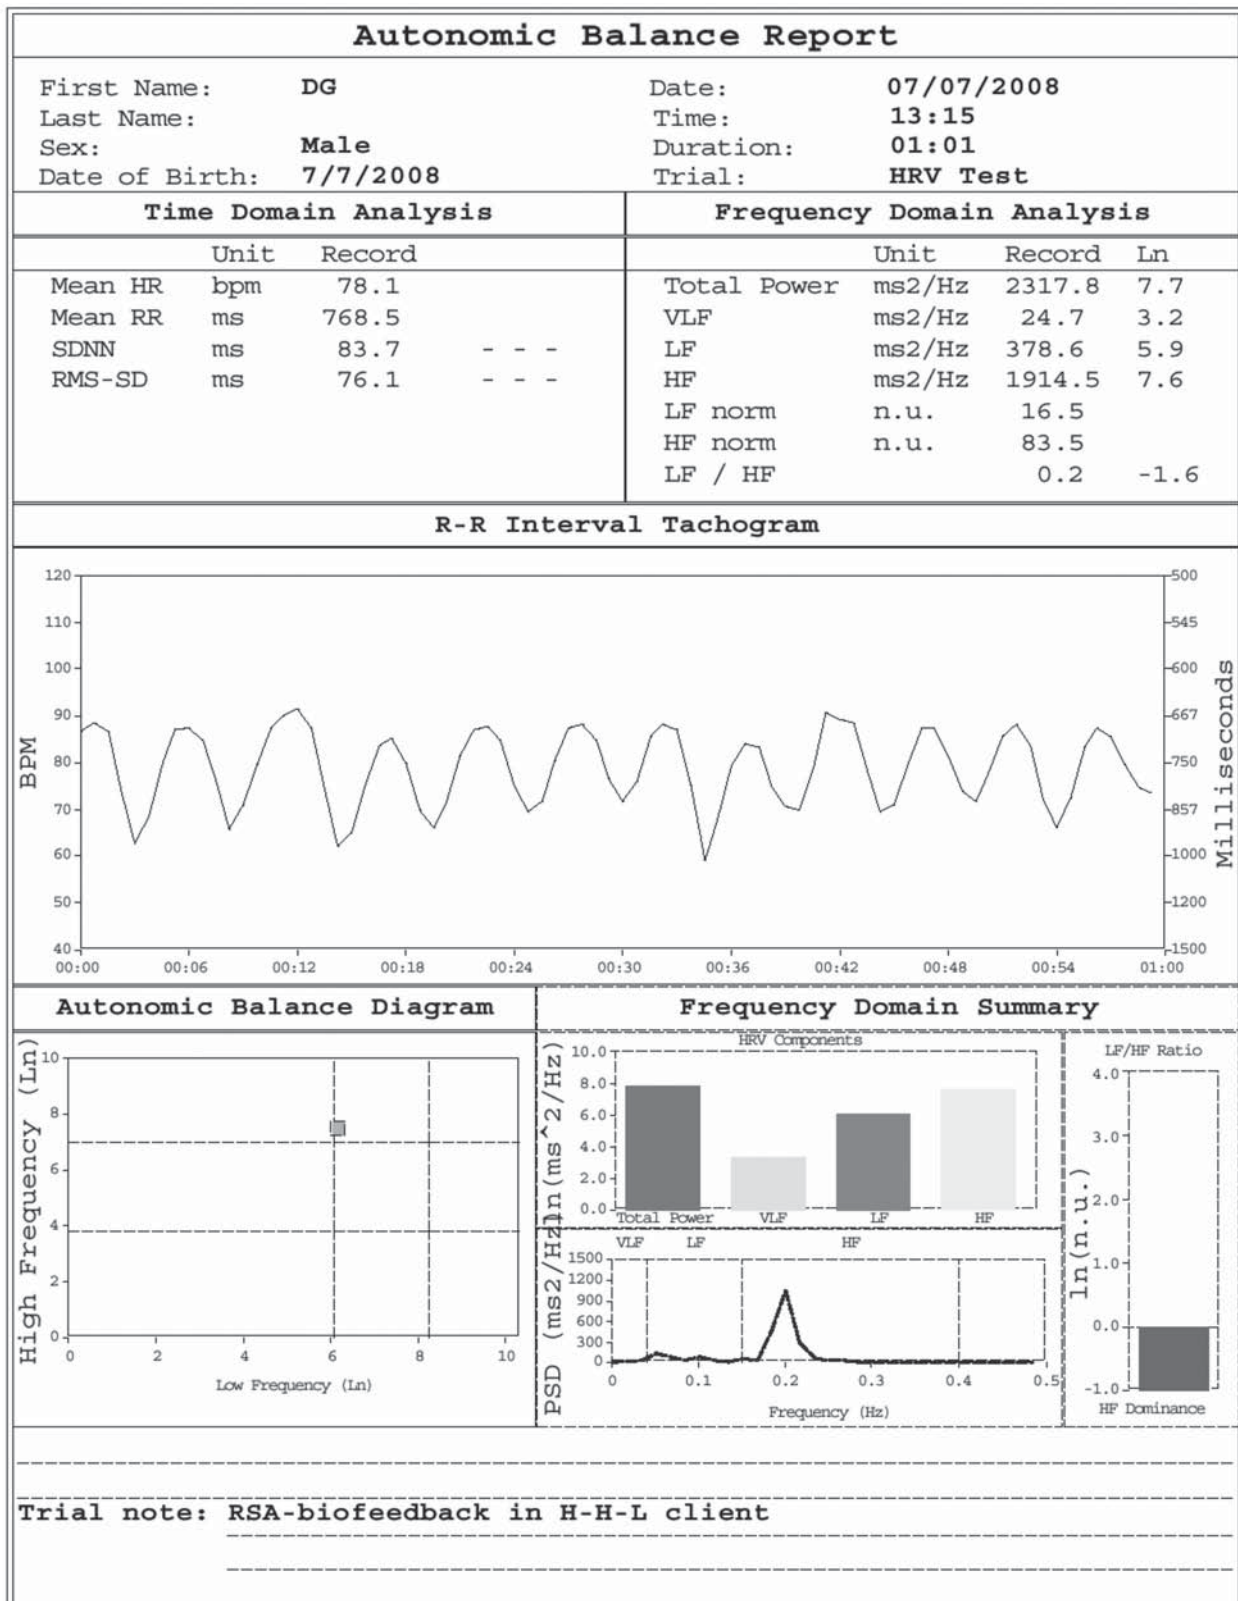 Autonomic Balance Report
First Name: DG Date: 07/07/2008
Last Name: Time: 13:15
Sex: Male Duration: 01:01
Date of Birth: 7/7/2008 Trial: HRV Test
Time Domain Analysis
Unit Record
Mean HR bpm 78.1
Mean RR ms 768.5
SDNN ms 83.7 - - -
RMS-SD ms 76.1 - - -
Frequency Domain Analysis
Unit Record Ln
Total Power ms2/Hz 2317.8 7.7
VLF ms2/Hz 24.7 3.2
LF ms2/Hz 378.6 5.9
HF ms2/Hz 1914.5 7.6
LF norm n.u. 16.5
HF norm n.u. 83.5
LF / HF 0.2 -1.6
R-R Interval Tachogram
BPM
120
110
100
90
80
70
60
50
40
500
545
600
667
750
857
1000
1200
1500
Milliseconds
00:00 00:06 00:12 00:18 00:24 00:30 00:36 00:42 00:48 00:54 01:00
Autonomic Balance Diagram
High Frequency (Ln)
10
8
6
4
2
0
0 2 4 6 8 10
Low Frequency (Ln)
Frequency Domain Summary
HRV Components
ln(ms^2/Hz)
10.0
8.0
6.0
4.0
2.0
0.0
Total Power VLF LF HF
VLF LF HF
PSD (ms2/Hz)
1500
1200
900
600
300
0
0 0.1 0.2 0.3 0.4 0.5
Frequency (Hz)
LF/HF Ratio
ln(n.u.)
4.0
3.0
2.0
1.0
0.0
-1.0
HF Dominance
Trial note: RSA-biofeedback in H-H-L client